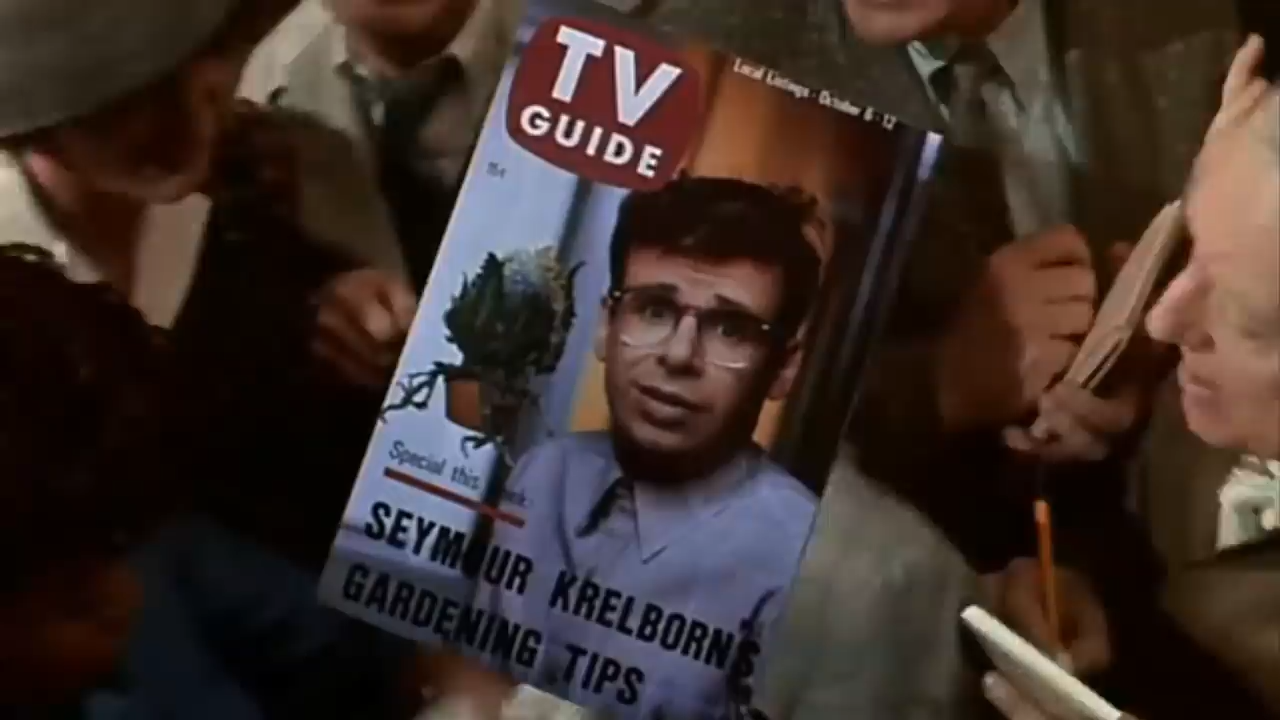 TV
GUIDE
Local Listings · October 6 - 12
15¢
Special this
SEYMOUR KRELBORN'S
GARDENING TIPS